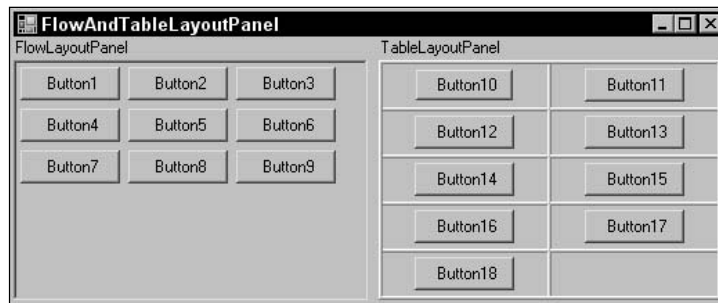 FlowAndTableLayoutPanel
FlowLayoutPanel
Button1 Button2 Button3
Button4 Button5 Button6
Button7 Button8 Button9
TableLayoutPanel
Button10 Button11
Button12 Button13
Button14 Button15
Button16 Button17
Button18